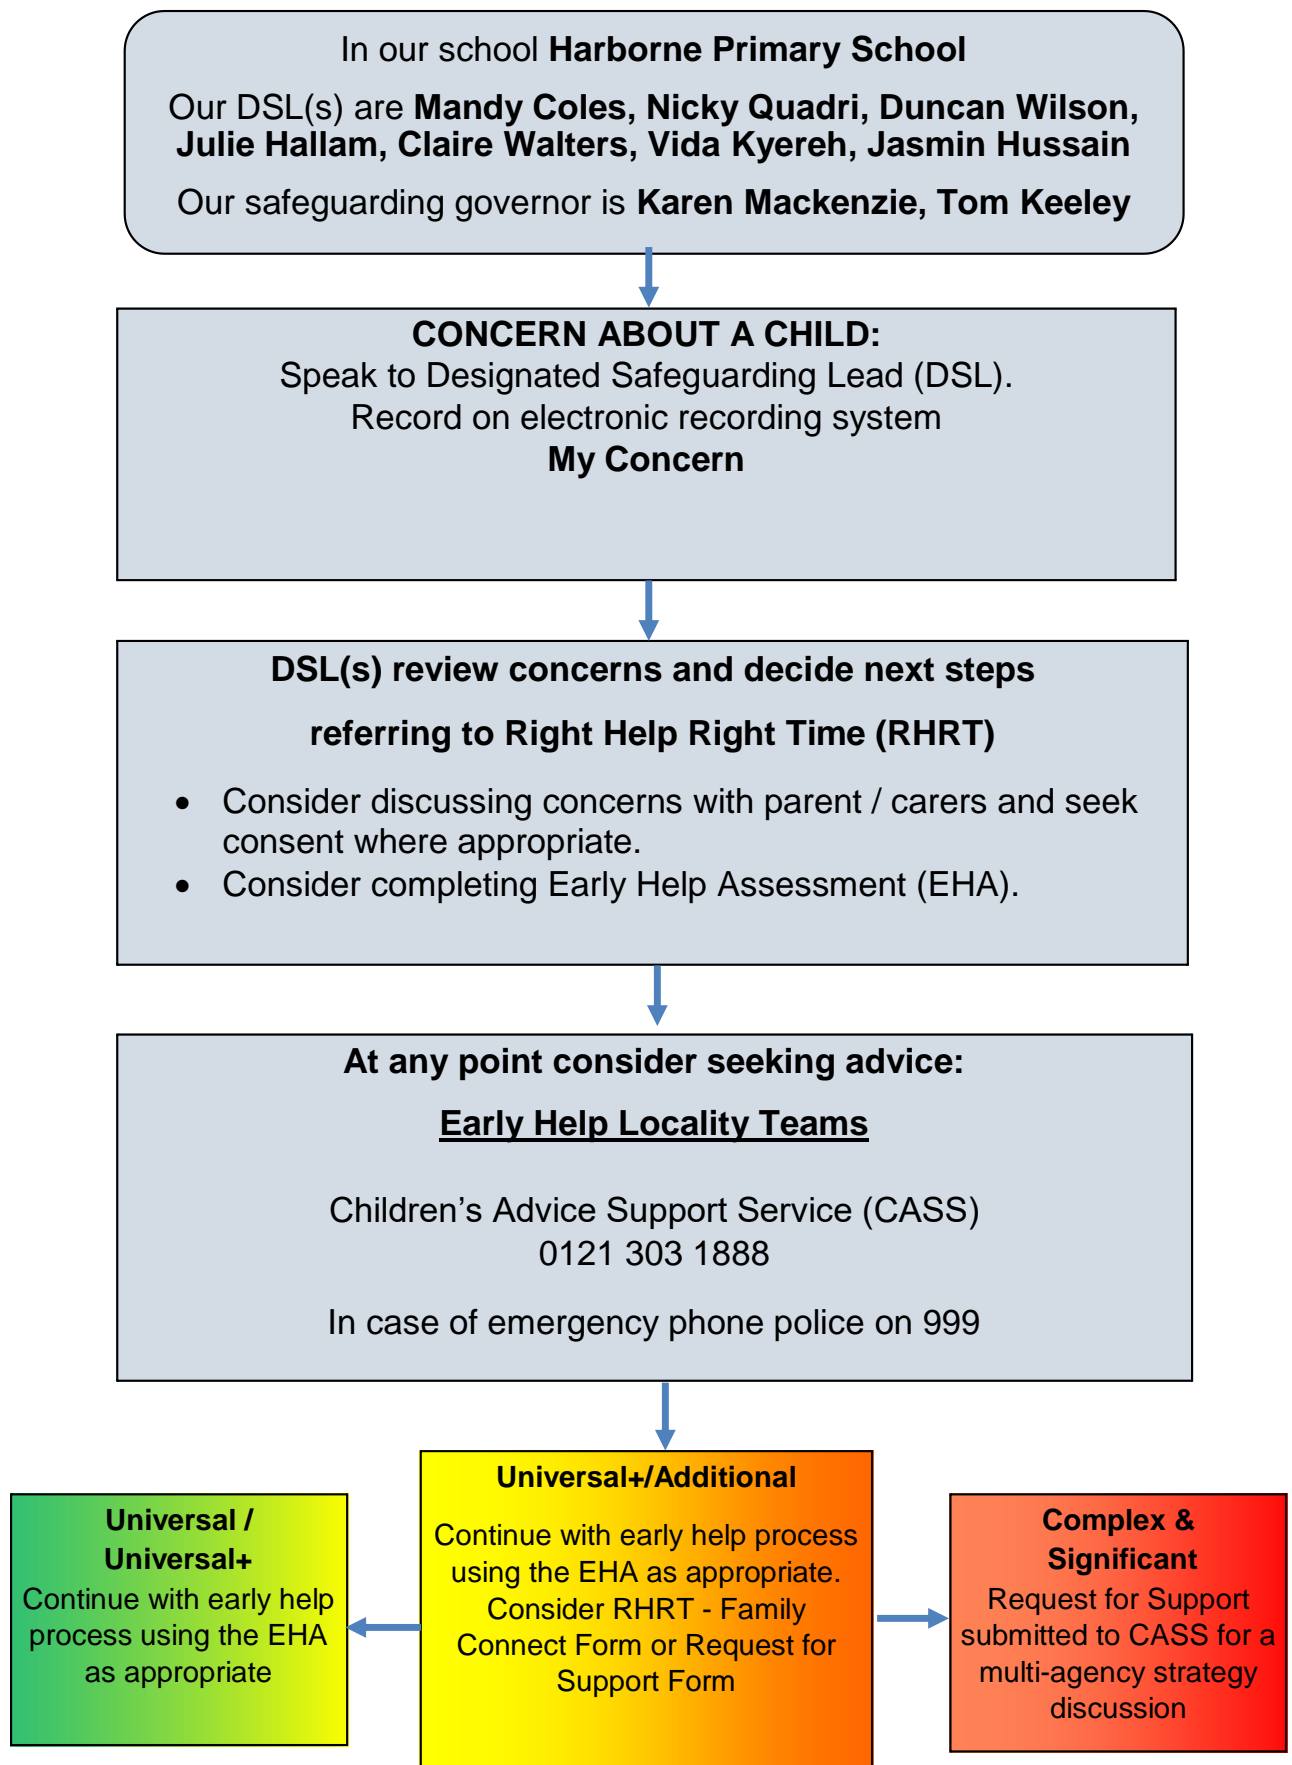 In our school Harborne Primary School
Our DSL(s) are Mandy Coles, Nicky Quadri, Duncan Wilson,
Julie Hallam, Claire Walters, Vida Kyereh, Jasmin Hussain
Our safeguarding governor is Karen Mackenzie, Tom Keeley
CONCERN ABOUT A CHILD:
Speak to Designated Safeguarding Lead (DSL).
Record on electronic recording system
My Concern
DSL(s) review concerns and decide next steps
referring to Right Help Right Time (RHRT)
• Consider discussing concerns with parent / carers and seek
consent where appropriate.
• Consider completing Early Help Assessment (EHA).
At any point consider seeking advice:
Early Help Locality Teams
Children’s Advice Support Service (CASS)
0121 303 1888
In case of emergency phone police on 999
Universal /
Universal+
Continue with early help
process using the EHA
as appropriate
Universal+/Additional
Continue with early help process
using the EHA as appropriate.
Consider RHRT - Family
Connect Form or Request for
Support Form
Complex &
Significant
Request for Support
submitted to CASS for a
multi-agency strategy
discussion